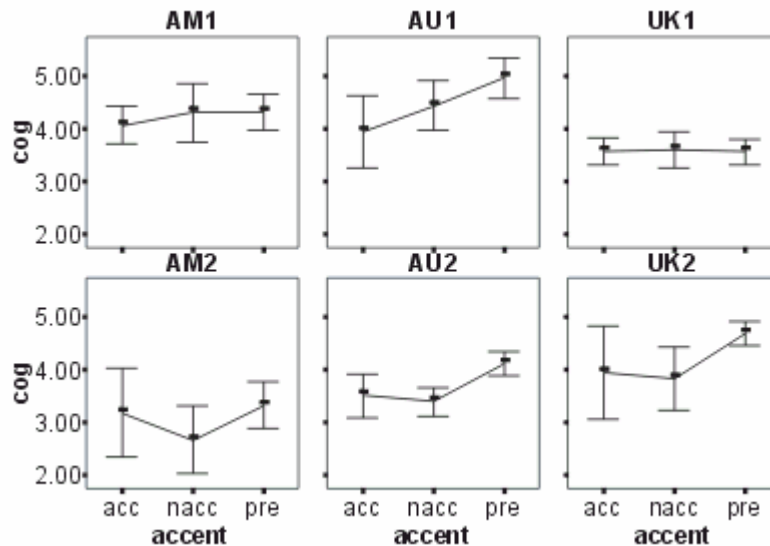 AM1 AU1 UK1
5.00
4.00
cog
3.00
2.00
AM2 AU2 UK2
5.00
4.00
cog
3.00
2.00
acc nacc pre acc nacc pre acc nacc pre
accent accent accent